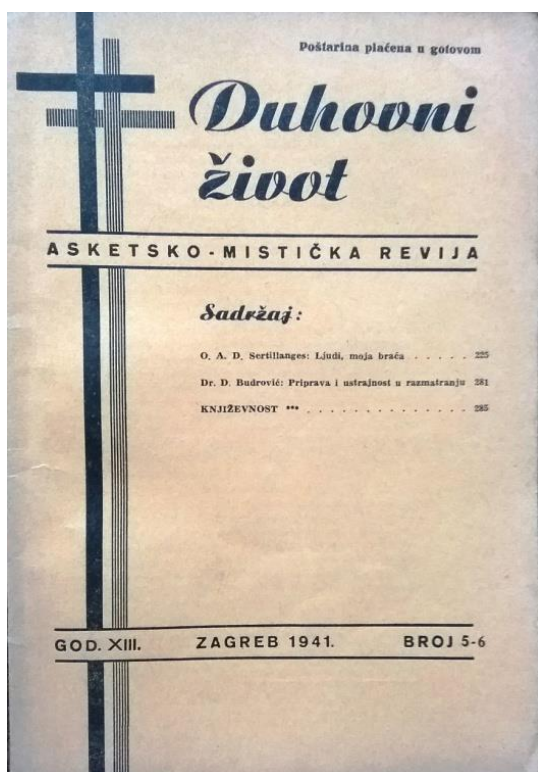 Poštarina plaćena u gotovom
Duhovni
život
ASKETSKO-MISTIČKA REVIJA
Sadržaj:
O. A. D. Sertillanges: Ljudi, moja braća . . . . . 225
Dr. D. Budrović: Priprava i ustrajnost u razmatranju 281
KNJIŽEVNOST *** . . . . . . . . . . . . . . 285
GOD. XIII. ZAGREB 1941. BROJ 5-6